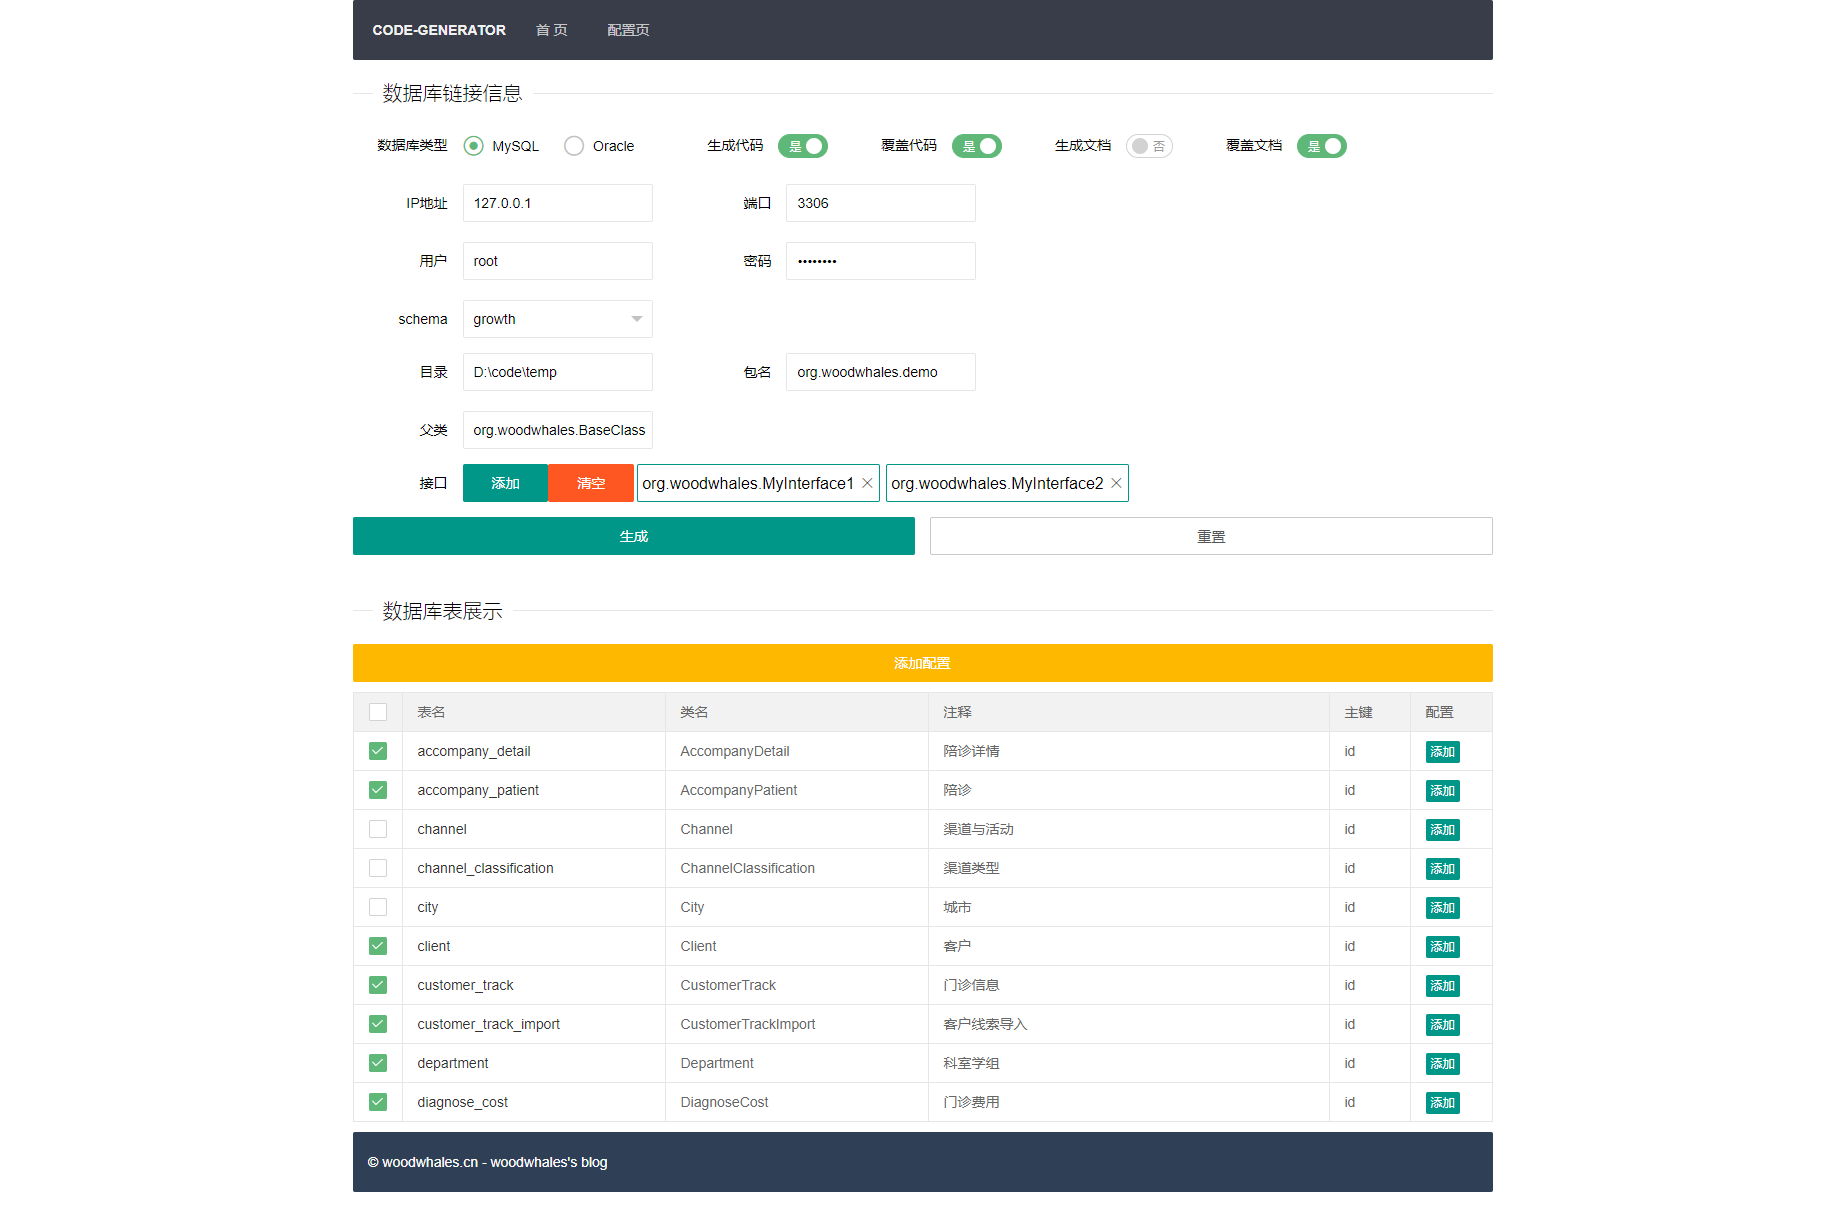 CODE-GENERATOR 首 页 配置页
数据库链接信息
数据库类型 MySQL Oracle 生成代码 是 覆盖代码 是 生成文档 否 覆盖文档 是
IP地址 127.0.0.1 端口 3306
用户 root 密码 ••••••••
schema growth
目录 D:\code\temp 包名 org.woodwhales.demo
父类 org.woodwhales.BaseClass
接口 添加 清空 org.woodwhales.MyInterface1 org.woodwhales.MyInterface2
生成 重置
数据库表展示
添加配置
表名 类名 注释 主键 配置
accompany_detail AccompanyDetail 陪诊详情 id 添加
accompany_patient AccompanyPatient 陪诊 id 添加
channel Channel 渠道与活动 id 添加
channel_classification ChannelClassification 渠道类型 id 添加
city City 城市 id 添加
client Client 客户 id 添加
customer_track CustomerTrack 门诊信息 id 添加
customer_track_import CustomerTrackImport 客户线索导入 id 添加
department Department 科室学组 id 添加
diagnose_cost DiagnoseCost 门诊费用 id 添加
© woodwhales.cn - woodwhales's blog